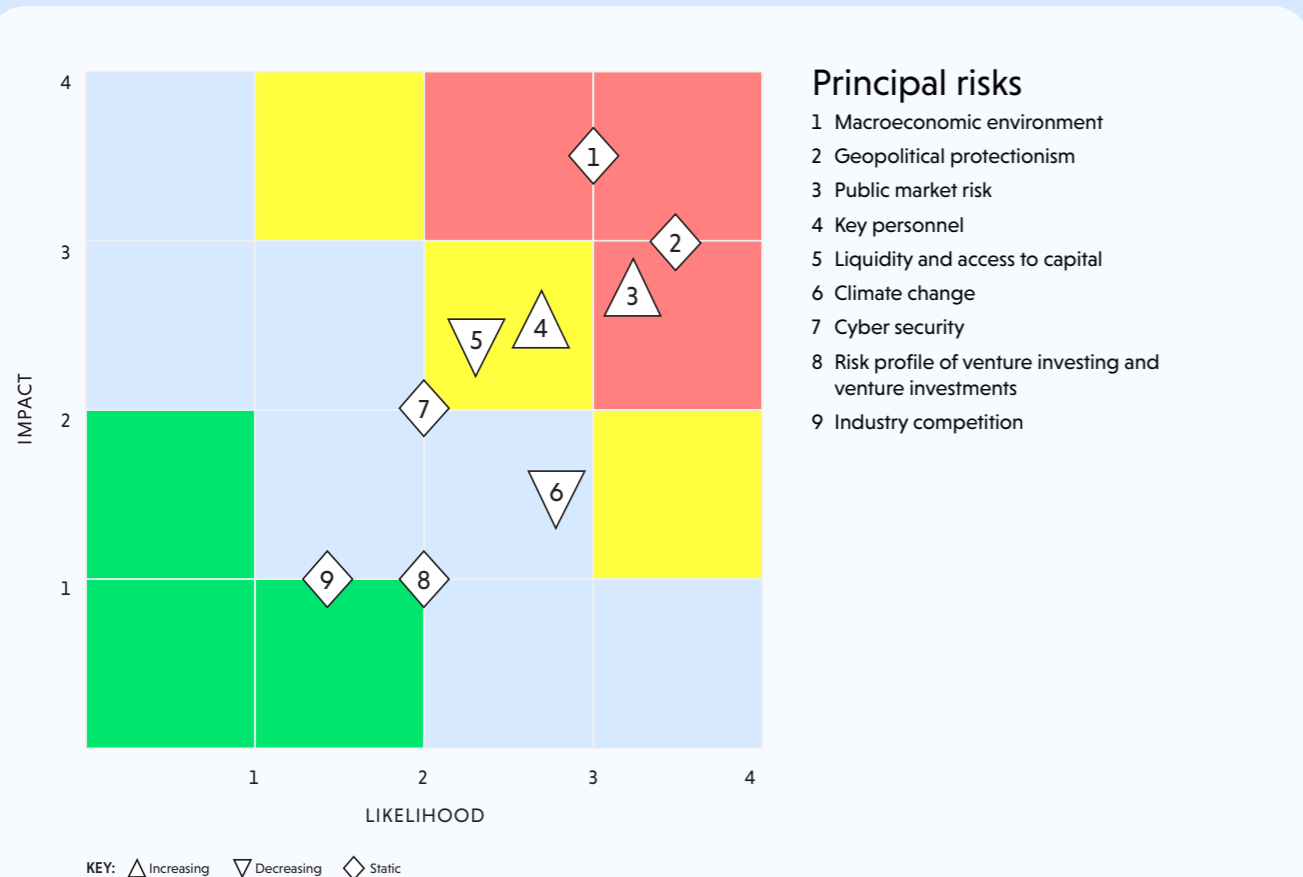 4
3
2
1
IMPACT
1
2
3
7
5
4
6
9
8
1 2 3 4
LIKELIHOOD
KEY: Increasing Decreasing Static
Principal risks
1 Macroeconomic environment
2 Geopolitical protectionism
3 Public market risk
4 Key personnel
5 Liquidity and access to capital
6 Climate change
7 Cyber security
8 Risk profile of venture investing and
venture investments
9 Industry competition